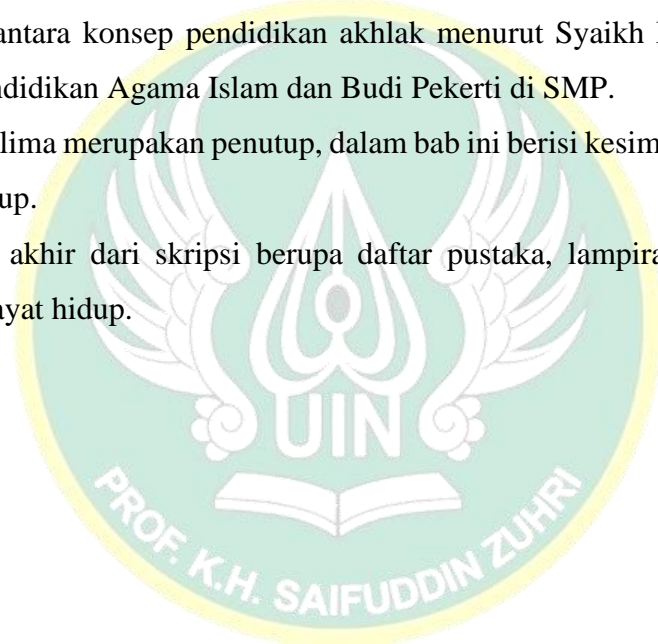 antara konsep pendidikan akhlak menurut Syaikh
ndidikan Agama Islam dan Budi Pekerti di SMP.
lima merupakan penutup, dalam bab ini berisi kesim
up.
akhir dari skripsi berupa daftar pustaka, lampira
ayat hidup.
UIN
PROF. K.H. SAIFUDDIN ZUHRI